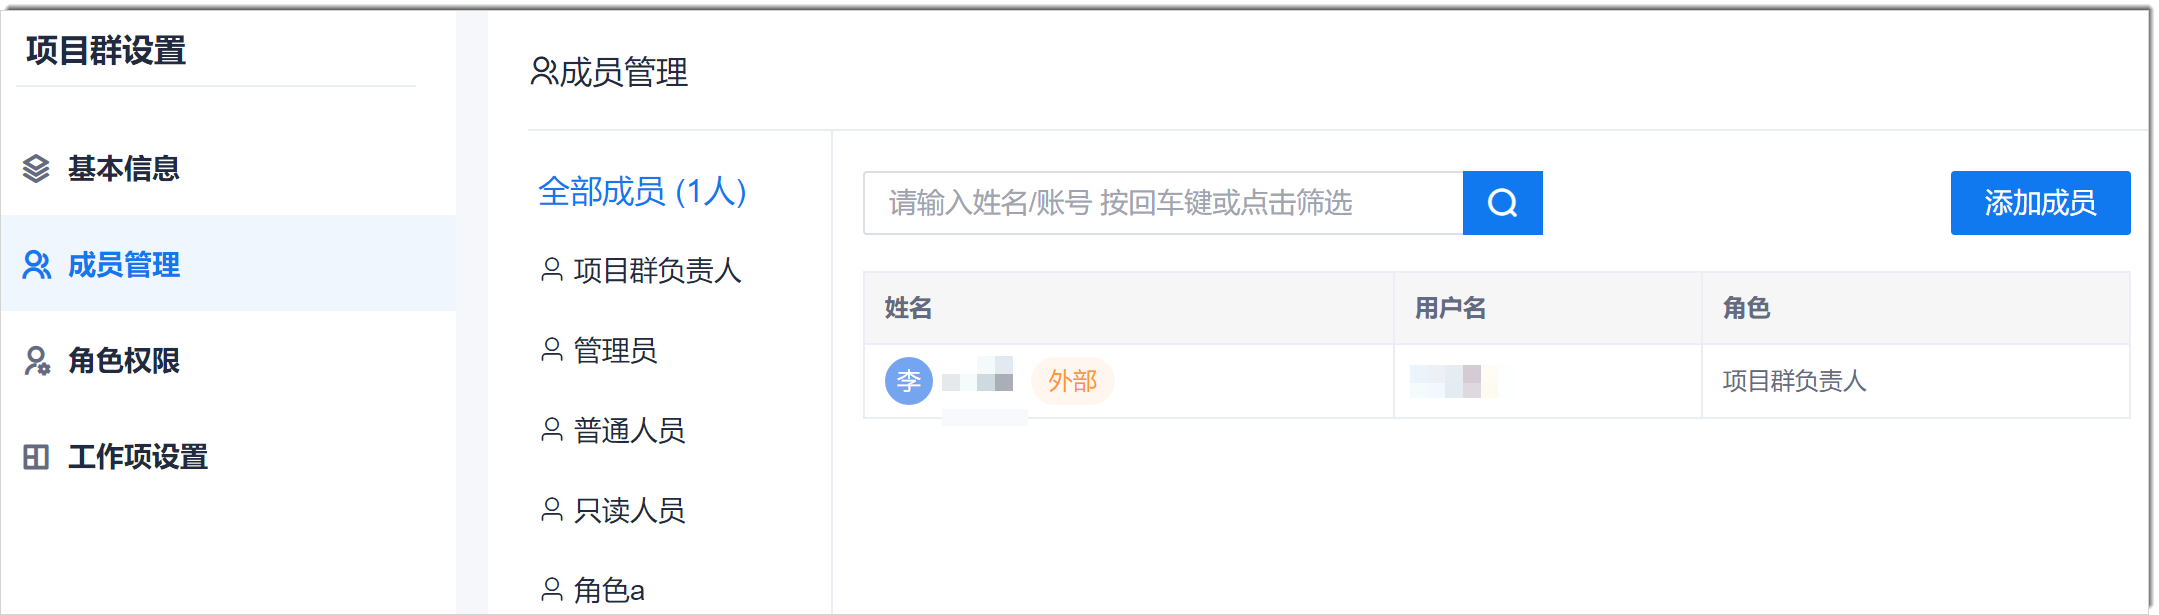 项目群设置
基本信息
成员管理
角色权限
工作项设置
成员管理
全部成员 (1人)
项目群负责人
管理员
普通人员
只读人员
角色a
请输入姓名/账号 按回车键或点击筛选
添加成员
姓名 用户名 角色
李 外部 项目群负责人